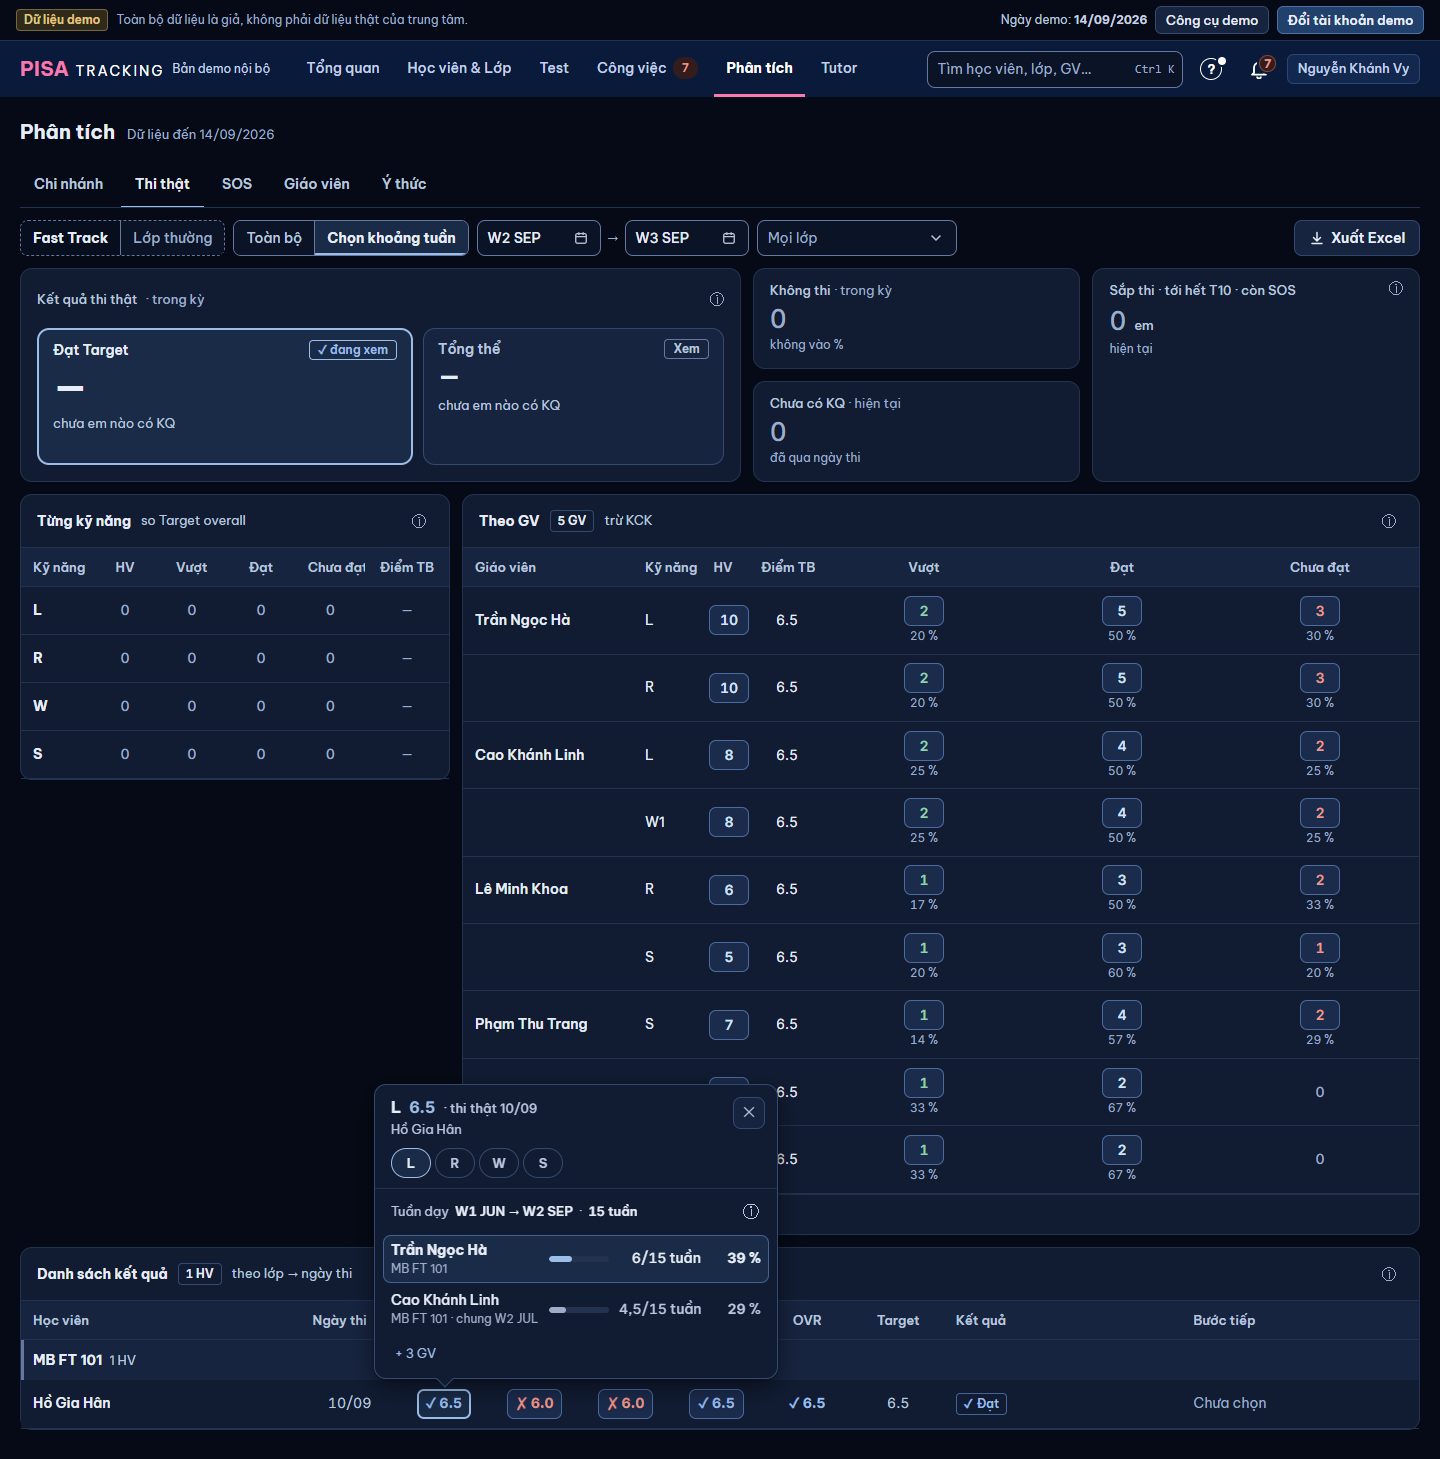 Dữ liệu demo Toàn bộ dữ liệu là giả, không phải dữ liệu thật của trung tâm. Ngày demo: 14/09/2026 Công cụ demo Đổi tài khoản demo
PISA TRACKING Bản demo nội bộ Tổng quan Học viên & Lớp Test Công việc 7 Phân tích Tutor Tìm học viên, lớp, GV... Ctrl K ? 7 Nguyễn Khánh Vy
Phân tích Dữ liệu đến 14/09/2026
Chi nhánh Thi thật SOS Giáo viên Ý thức
Fast Track Lớp thường Toàn bộ Chọn khoảng tuần W2 SEP → W3 SEP Mọi lớp Xuất Excel
Kết quả thi thật · trong kỳ
Đạt Target ✓ đang xem
—
chưa em nào có KQ
Tổng thể Xem
—
chưa em nào có KQ
Không thi · trong kỳ
0
không vào %
Chưa có KQ · hiện tại
0
đã qua ngày thi
Sắp thi · tới hết T10 · còn SOS
0 em
hiện tại
Từng kỹ năng so Target overall
Kỹ năng HV Vượt Đạt Chưa đạt Điểm TB
L 0 0 0 0 —
R 0 0 0 0 —
W 0 0 0 0 —
S 0 0 0 0 —
Theo GV 5 GV trừ KCK
Giáo viên Kỹ năng HV Điểm TB Vượt Đạt Chưa đạt
Trần Ngọc Hà L 10 6.5 2 5 3
20 % 50 % 30 %
R 10 6.5 2 5 3
20 % 50 % 30 %
Cao Khánh Linh L 8 6.5 2 4 2
25 % 50 % 25 %
W1 8 6.5 2 4 2
25 % 50 % 25 %
Lê Minh Khoa R 6 6.5 1 3 2
17 % 50 % 33 %
S 5 6.5 1 3 1
20 % 60 % 20 %
Phạm Thu Trang S 7 6.5 1 4 2
14 % 57 % 29 %
6.5 1 2 0
33 % 67 %
6.5 1 2 0
33 % 67 %
L 6.5 · thi thật 10/09
Hồ Gia Hân
L R W S
Tuần dạy W1 JUN → W2 SEP · 15 tuần
Trần Ngọc Hà 6/15 tuần 39 %
MB FT 101
Cao Khánh Linh 4,5/15 tuần 29 %
MB FT 101 · chung W2 JUL
+ 3 GV
Danh sách kết quả 1 HV theo lớp → ngày thi
Học viên Ngày thi OVR Target Kết quả Bước tiếp
MB FT 101 1 HV
Hồ Gia Hân 10/09 ✓ 6.5 ✗ 6.0 ✗ 6.0 ✓ 6.5 ✓ 6.5 6.5 ✓ Đạt Chưa chọn